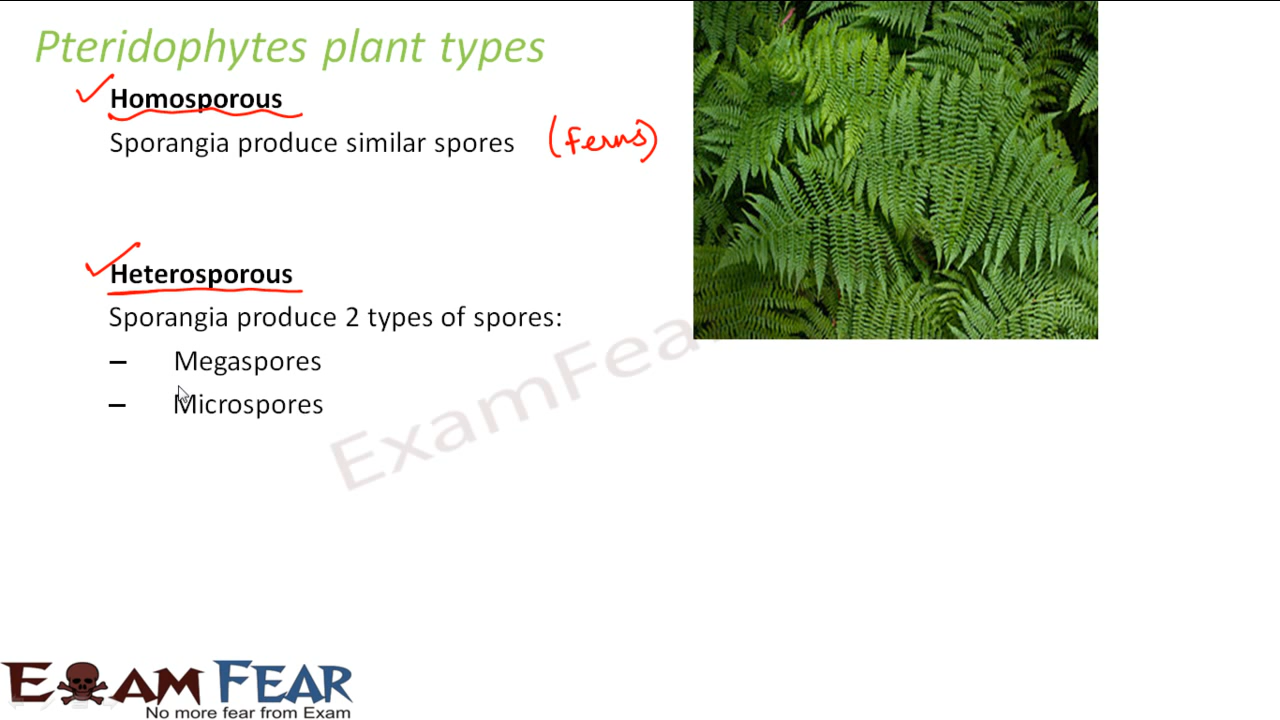 Pteridophytes plant types
Homosporous
Sporangia produce similar spores (ferns)
Heterosporous
Sporangia produce 2 types of spores:
– Megaspores
– Microspores
ExamFea
EXAM FEAR
No more fear from Exam